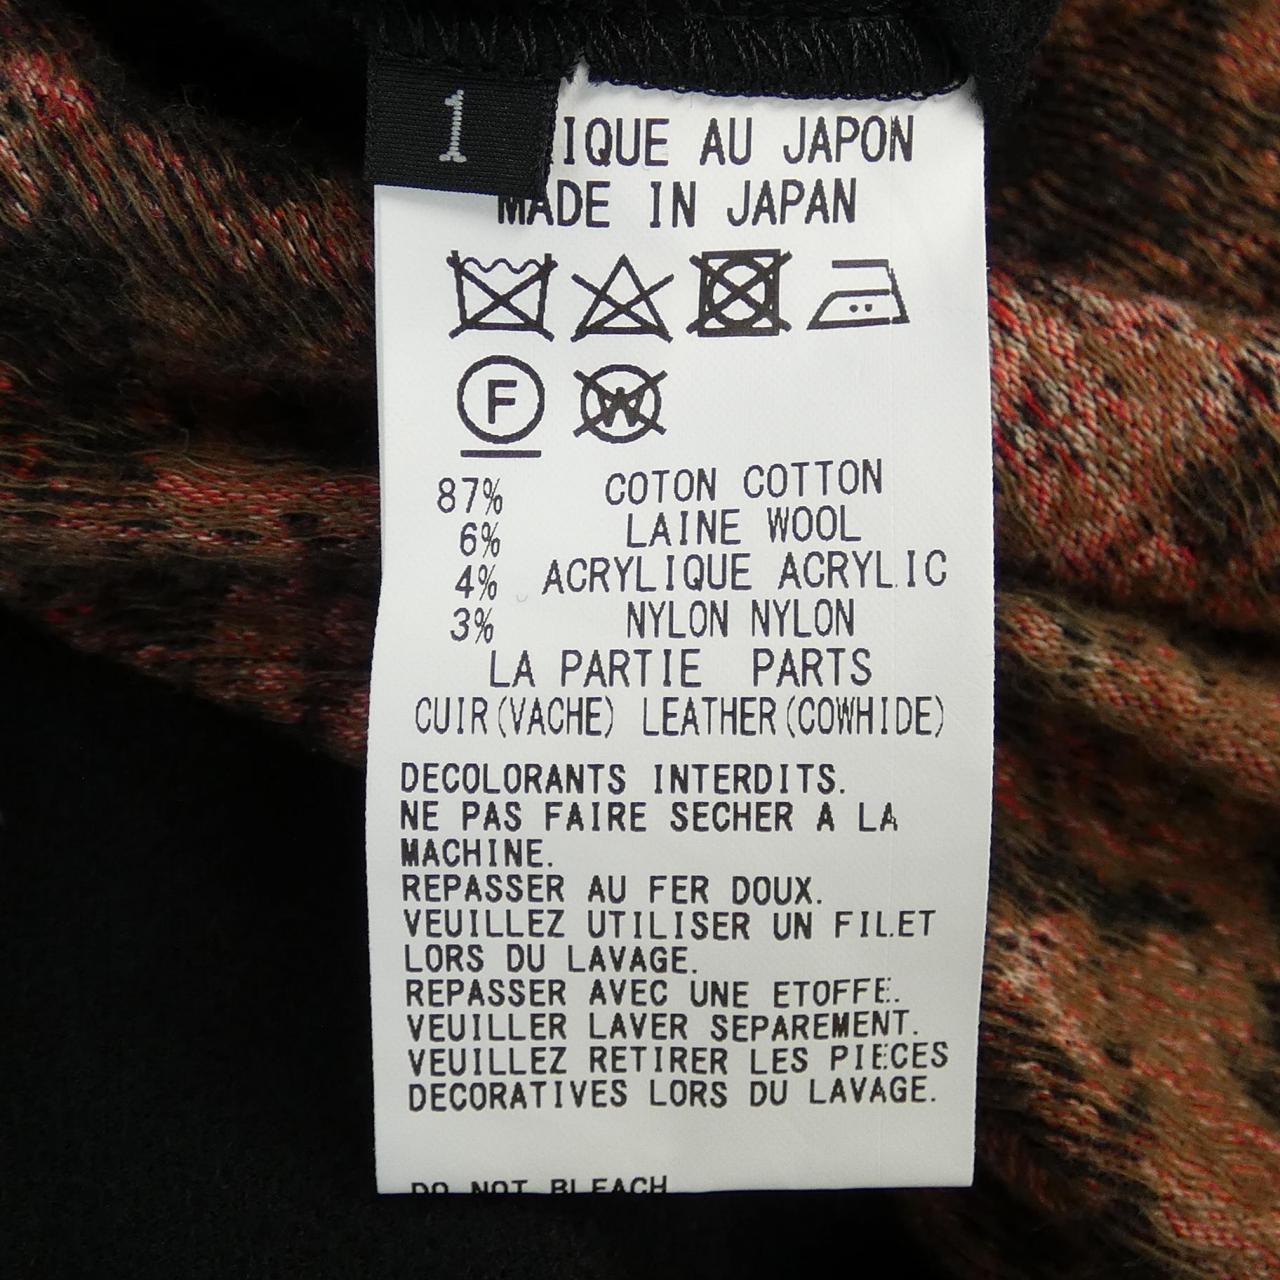 1
IQUE AU JAPON
MADE IN JAPAN
F
W
87% COTON COTTON
6% LAINE WOOL
4% ACRYLIQUE ACRYLIC
3% NYLON NYLON
LA PARTIE PARTS
CUIR(VACHE) LEATHER(COWHIDE)
DECOLORANTS INTERDITS.
NE PAS FAIRE SECHER A LA
MACHINE.
REPASSER AU FER DOUX.
VEUILLEZ UTILISER UN FILET
LORS DU LAVAGE.
REPASSER AVEC UNE ETOFFE.
VEUILLER LAVER SEPAREMENT.
VEUILLEZ RETIRER LES PIECES
DECORATIVES LORS DU LAVAGE.
DO NOT BLEACH